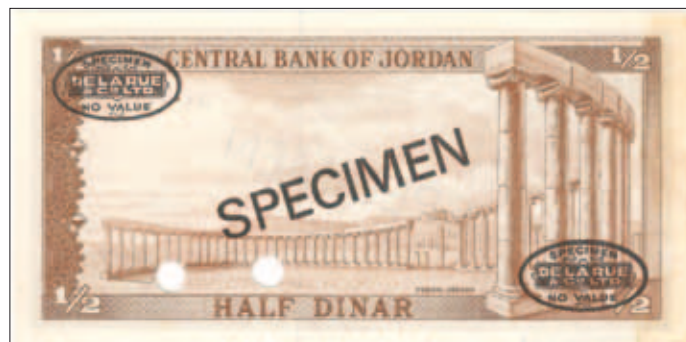 1/2 CENTRAL BANK OF JORDAN 1/2
SPECIMEN
DE LA RUE
& CO. LTD.
NO VALUE
SPECIMEN
SPECIMEN
DE LA RUE
& CO. LTD.
NO VALUE
1/2 HALF DINAR 1/2